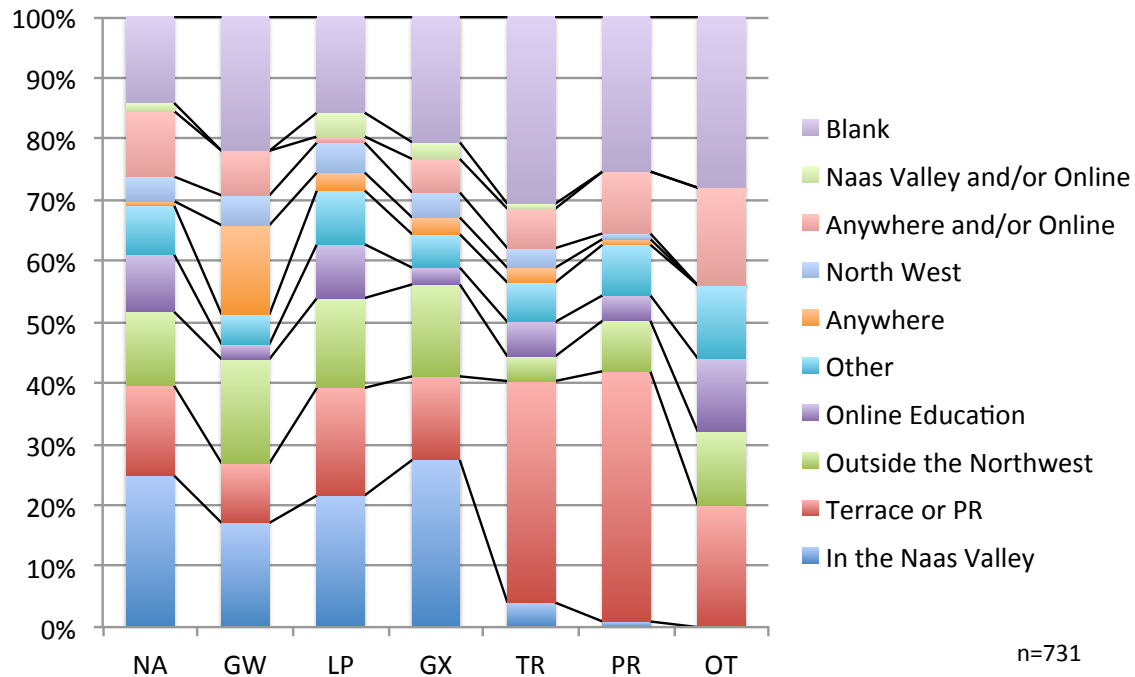 100%
90%
80%
70%
60%
50%
40%
30%
20%
10%
0%
NA GW LP GX TR PR OT
Blank
Naas Valley and/or Online
Anywhere and/or Online
North West
Anywhere
Other
Online Education
Outside the Northwest
Terrace or PR
In the Naas Valley
n=731